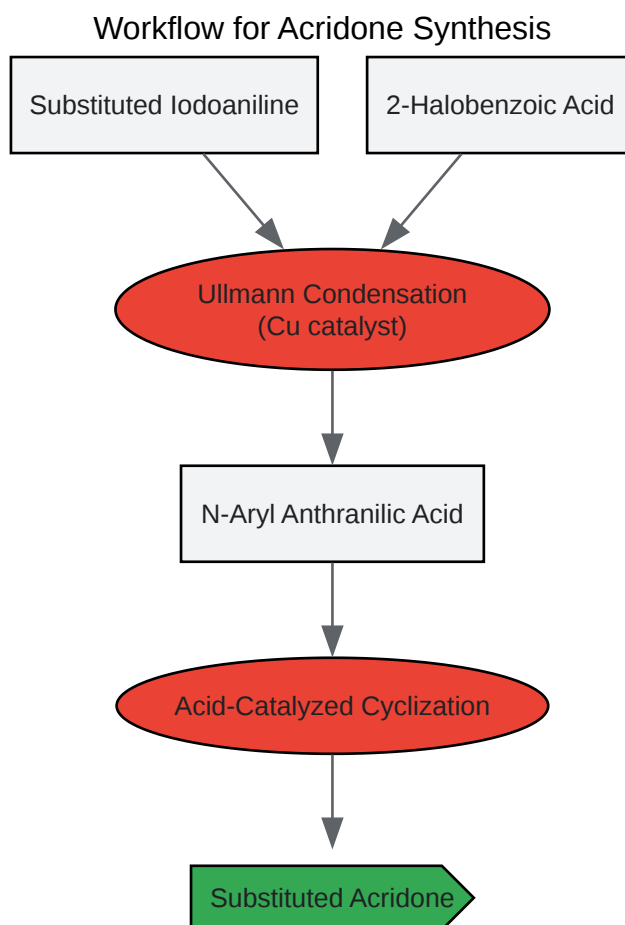 Workflow for Acridone Synthesis
Substituted Iodoaniline
2-Halobenzoic Acid
Ullmann Condensation
(Cu catalyst)
N-Aryl Anthranilic Acid
Acid-Catalyzed Cyclization
Substituted Acridone